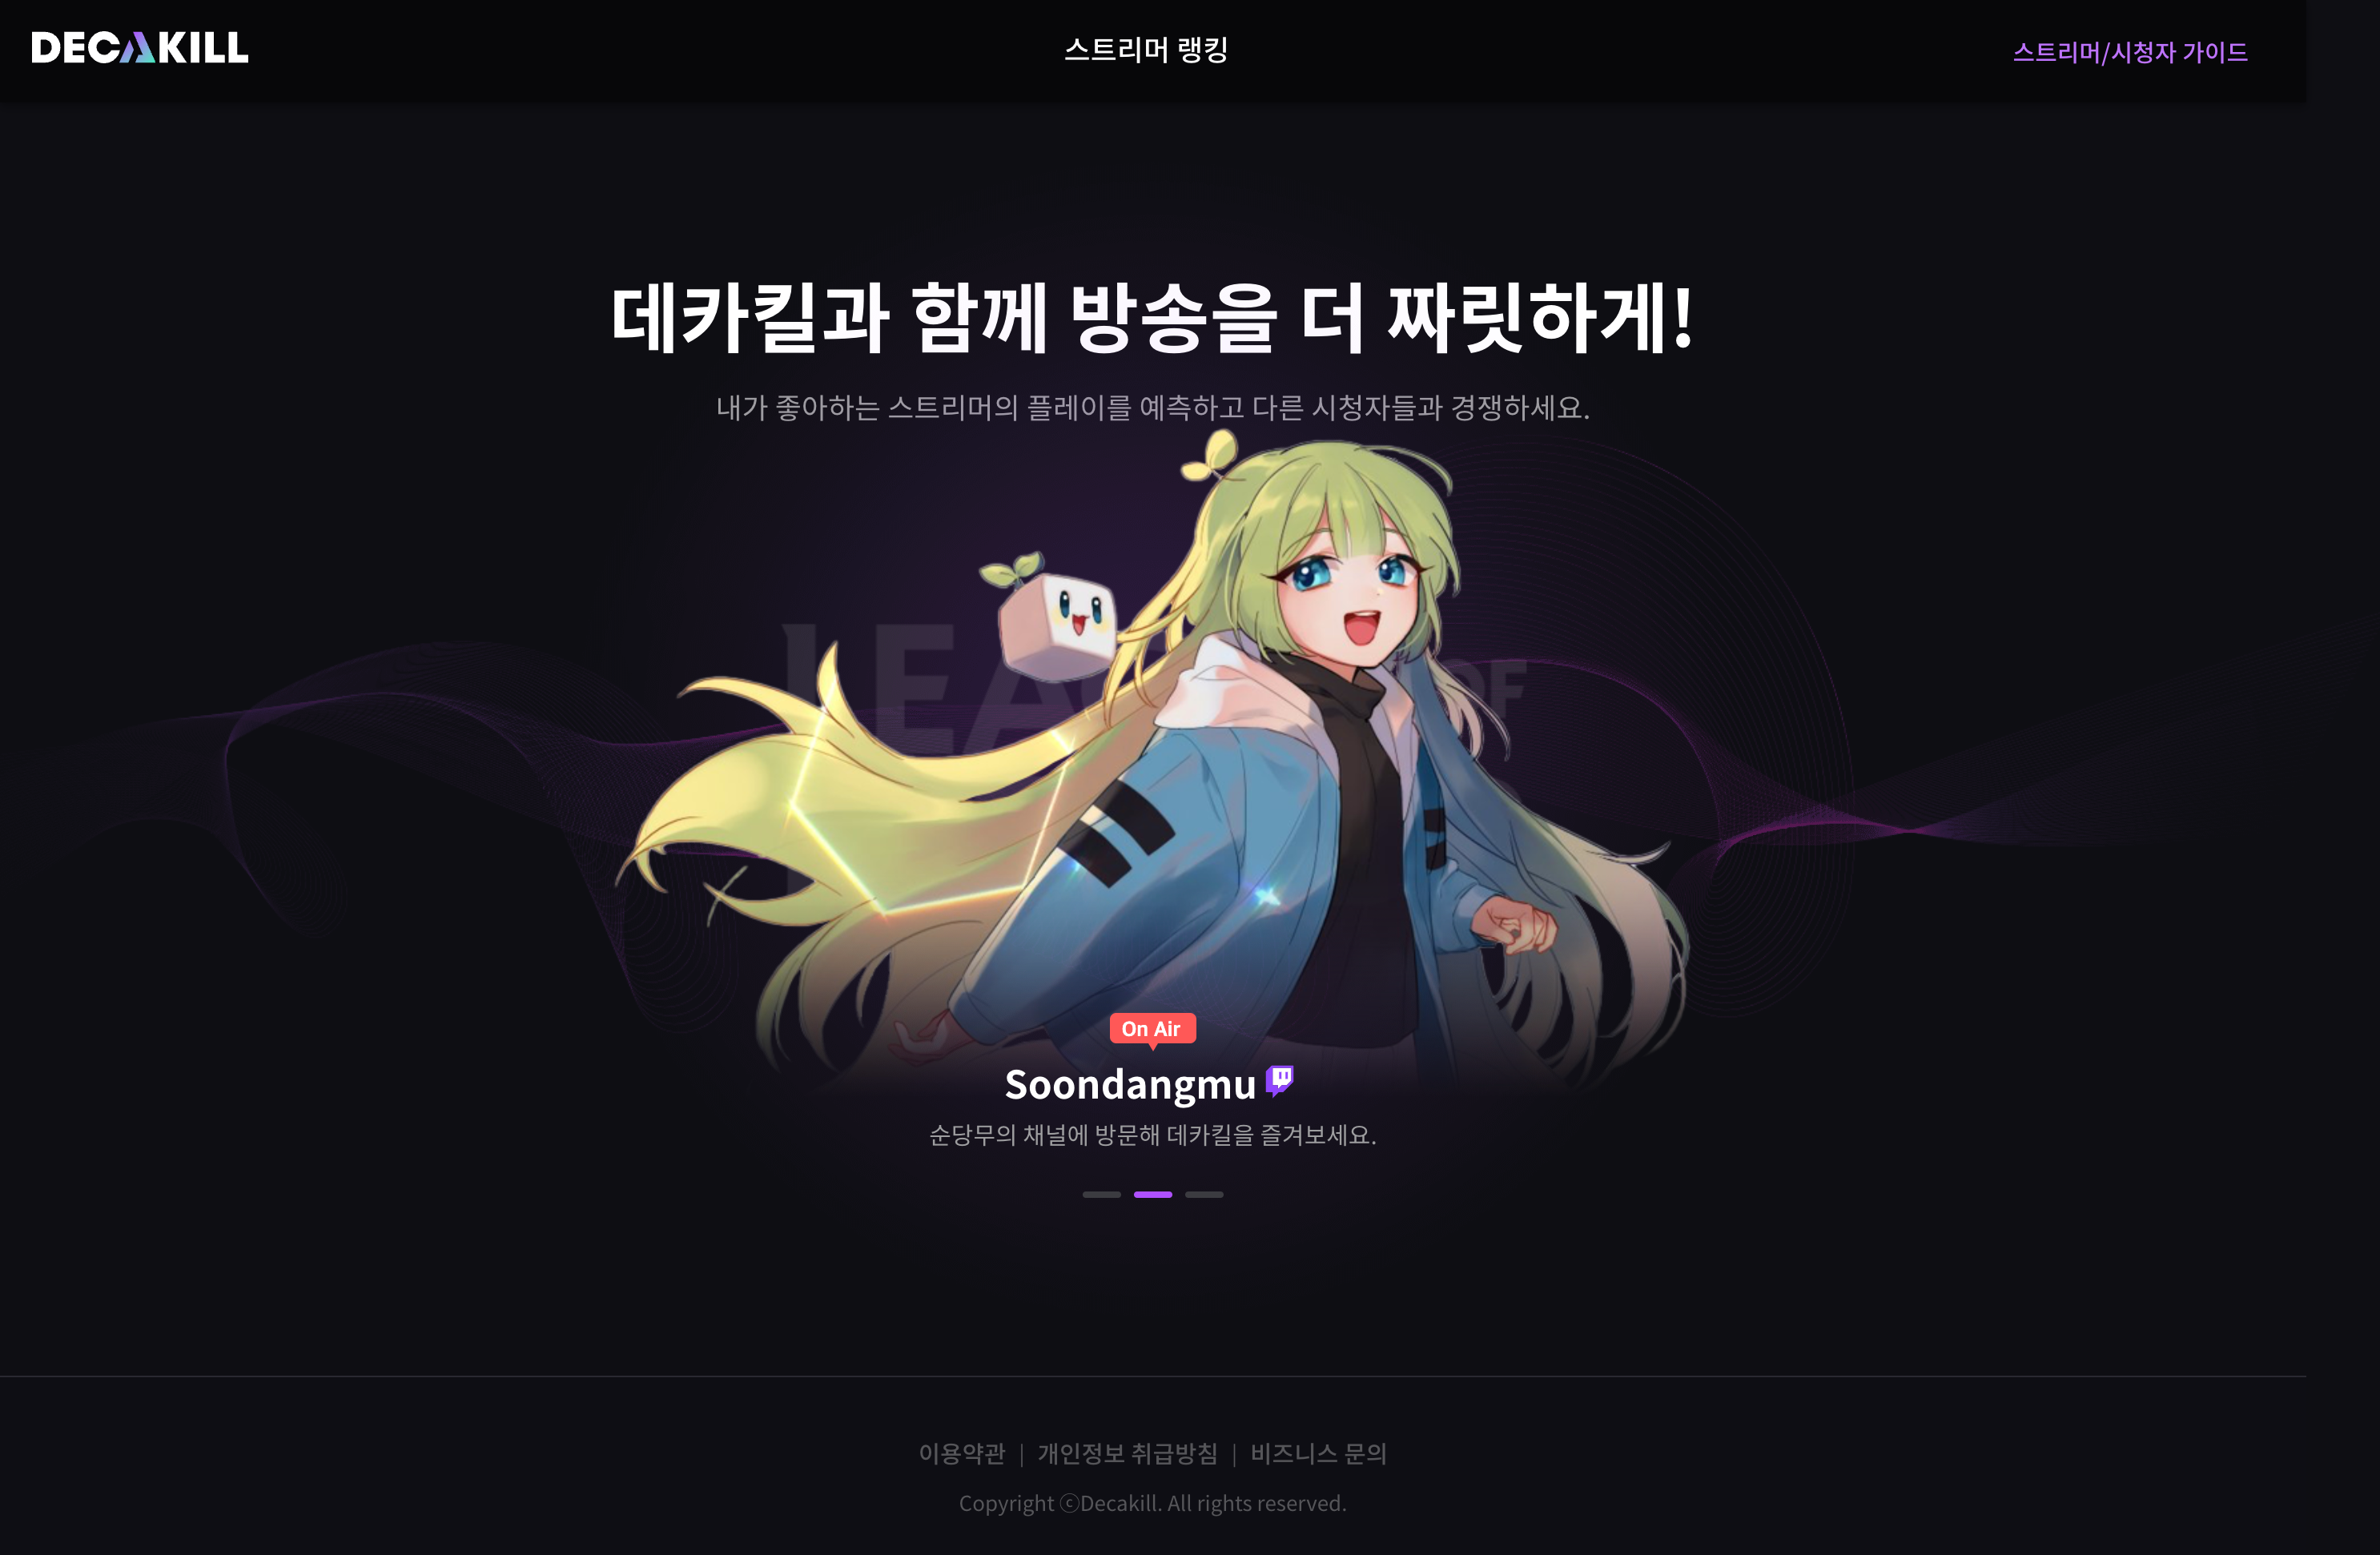 DECAKILL
스트리머 랭킹
스트리머/시청자 가이드
데카킬과 함께 방송을 더 짜릿하게!
내가 좋아하는 스트리머의 플레이를 예측하고 다른 시청자들과 경쟁하세요.
OF
On Air
Soondangmu
순당무의 채널에 방문해 데카킬을 즐겨보세요.
이용약관 | 개인정보 취급방침 | 비즈니스 문의
Copyright ⓒDecakill. All rights reserved.